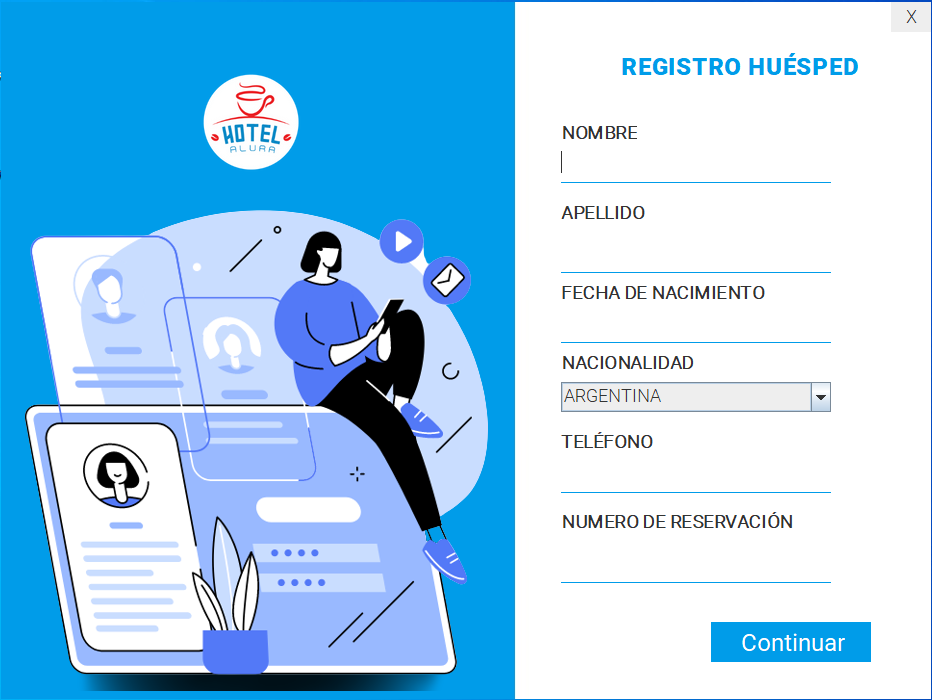 X
HOTEL
ALURA
REGISTRO HUÉSPED
NOMBRE
APELLIDO
FECHA DE NACIMIENTO
NACIONALIDAD
ARGENTINA
TELÉFONO
NUMERO DE RESERVACIÓN
Continuar